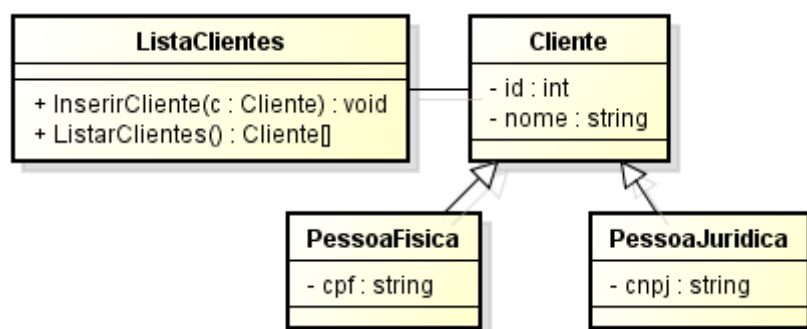 ListaClientes
+ InserirCliente(c : Cliente) : void
+ ListarClientes() : Cliente[]
Cliente
- id : int
- nome : string
PessoaFisica
- cpf : string
PessoaJuridica
- cnpj : string